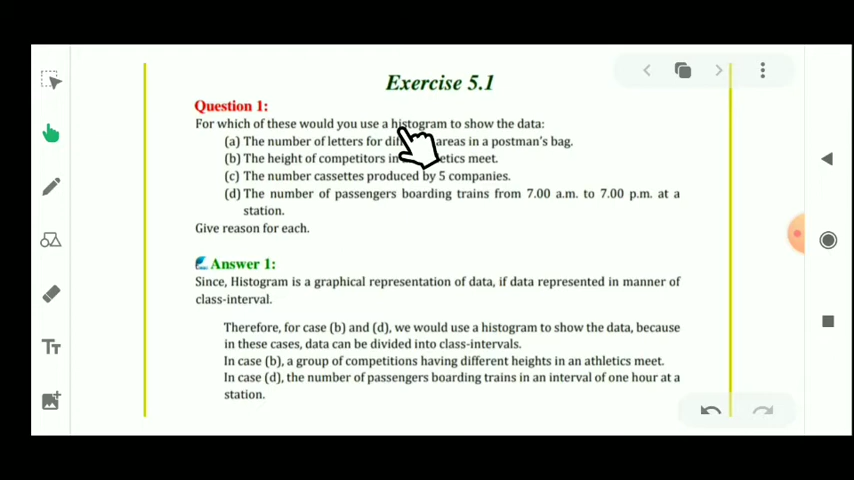 Exercise 5.1
Question 1:
For which of these would you use a histogram to show the data:
(a) The number of letters for areas in a postman's bag.
(b) The height of competitors in meet.
(c) The number cassettes produced by 5 companies.
(d) The number of passengers boarding trains from 7.00 a.m. to 7.00 p.m. at a
station.
Give reason for each.
Answer 1:
Since, Histogram is a graphical representation of data, if data represented in manner of
class-interval.
Therefore, for case (b) and (d), we would use a histogram to show the data, because
in these cases, data can be divided into class-intervals.
In case (b), a group of competitions having different heights in an athletics meet.
In case (d), the number of passengers boarding trains in an interval of one hour at a
station.
TT